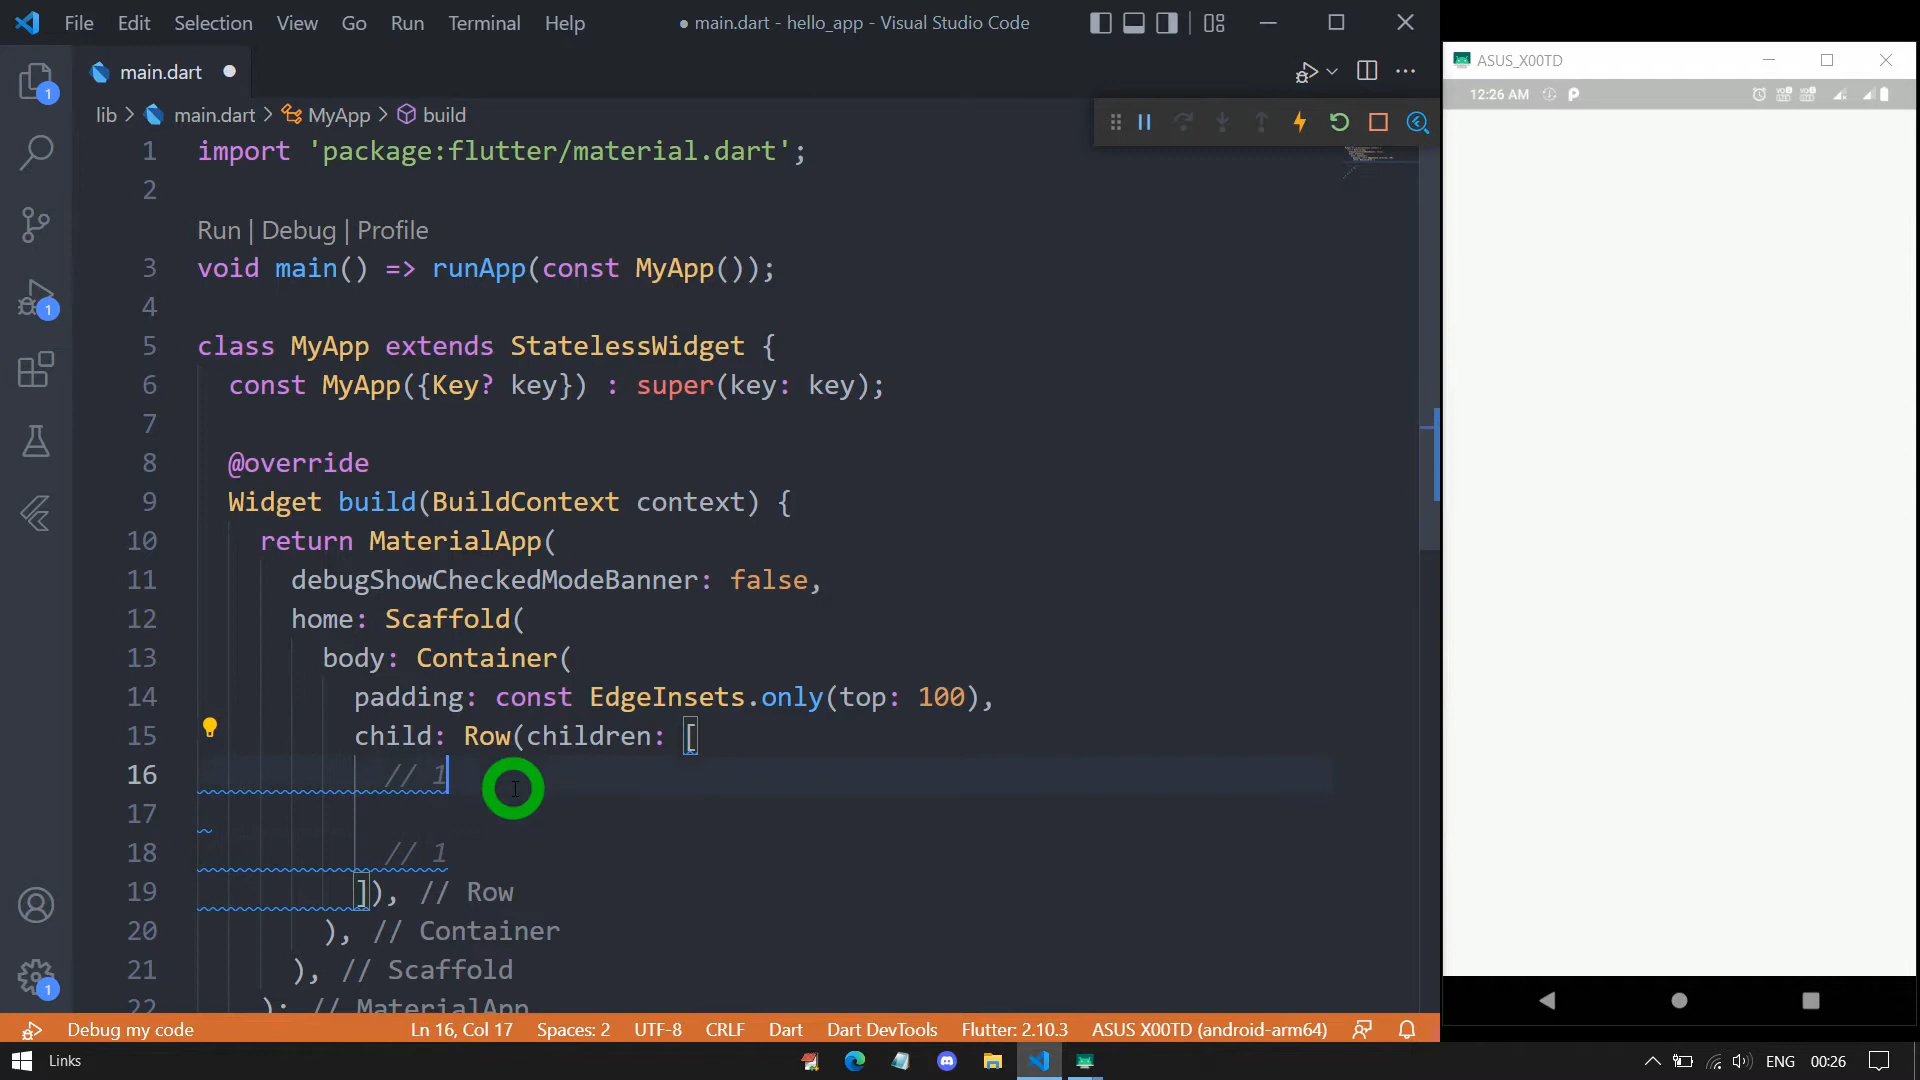 File Edit Selection View Go Run Terminal Help
● main.dart - hello_app - Visual Studio Code
ASUS_X00TD
main.dart
12:26 AM
lib > main.dart > MyApp > build
1 import 'package:flutter/material.dart';
2
Run | Debug | Profile
3 void main() => runApp(const MyApp());
4
5 class MyApp extends StatelessWidget {
6 const MyApp({Key? key}) : super(key: key);
7
8 @override
9 Widget build(BuildContext context) {
10 return MaterialApp(
11 debugShowCheckedModeBanner: false,
12 home: Scaffold(
13 body: Container(
14 padding: const EdgeInsets.only(top: 100),
15 child: Row(children: [
16 // 1
17
18 // 1
19 ]), // Row
20 ), // Container
21 ), // Scaffold
22 ); // MaterialApp
1
1
1
Debug my code Ln 16, Col 17 Spaces: 2 UTF-8 CRLF Dart Dart DevTools Flutter: 2.10.3 ASUS X00TD (android-arm64)
Links ENG 00:26